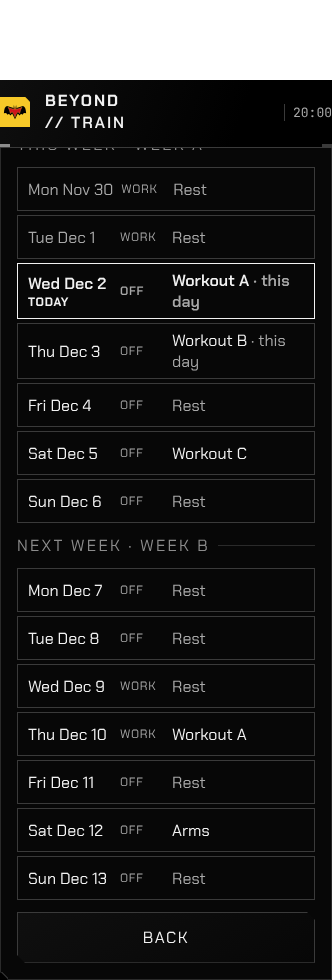 BEYOND
// TRAIN
20:00
THIS WEEK · WEEK A
Mon Nov 30 WORK Rest
Tue Dec 1 WORK Rest
Wed Dec 2 OFF Workout A · this
TODAY day
Thu Dec 3 OFF Workout B · this
day
Fri Dec 4 OFF Rest
Sat Dec 5 OFF Workout C
Sun Dec 6 OFF Rest
NEXT WEEK · WEEK B
Mon Dec 7 OFF Rest
Tue Dec 8 OFF Rest
Wed Dec 9 WORK Rest
Thu Dec 10 WORK Workout A
Fri Dec 11 OFF Rest
Sat Dec 12 OFF Arms
Sun Dec 13 OFF Rest
BACK